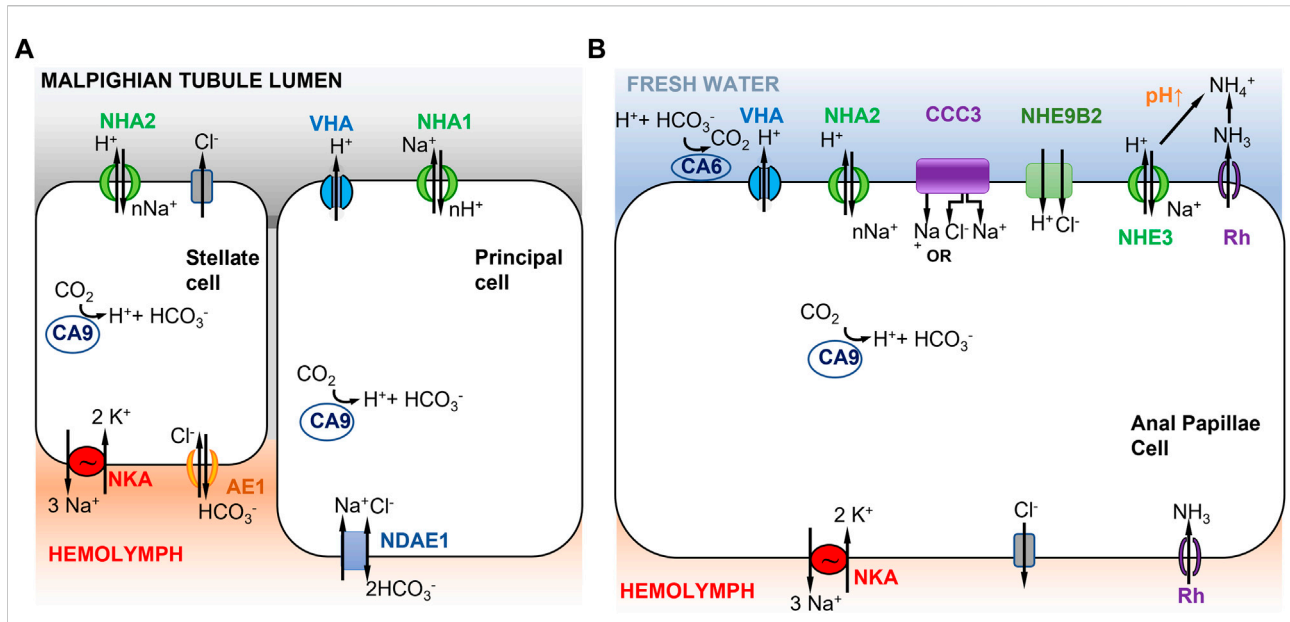 A
MALPIGHIAN TUBULE LUMEN
NHA2
H⁺
Cl⁻
nNa⁺
VHA
H⁺
NHA1
Na⁺
nH⁺
Stellate
cell
Principal
cell
CO₂
H⁺+ HCO₃⁻
CA9
CO₂
H⁺+ HCO₃⁻
CA9
2 K⁺
NKA
3 Na⁺
Cl⁻
AE1
HCO₃⁻
HEMOLYMPH
Na⁺Cl⁻
NDAE1
2HCO₃⁻
B
FRESH WATER
H⁺+ HCO₃⁻
CO₂
CA6
VHA
H⁺
NHA2
H⁺
nNa⁺
CCC3
Na
⁺
Cl⁻
Na⁺
OR
NHE9B2
H⁺
Cl⁻
pH↑
NH₄⁺
NH₃
H⁺
Na⁺
NHE3
Rh
CO₂
H⁺+ HCO₃⁻
CA9
Anal Papillae
Cell
2 K⁺
~
NKA
3 Na⁺
Cl⁻
NH₃
Rh
HEMOLYMPH